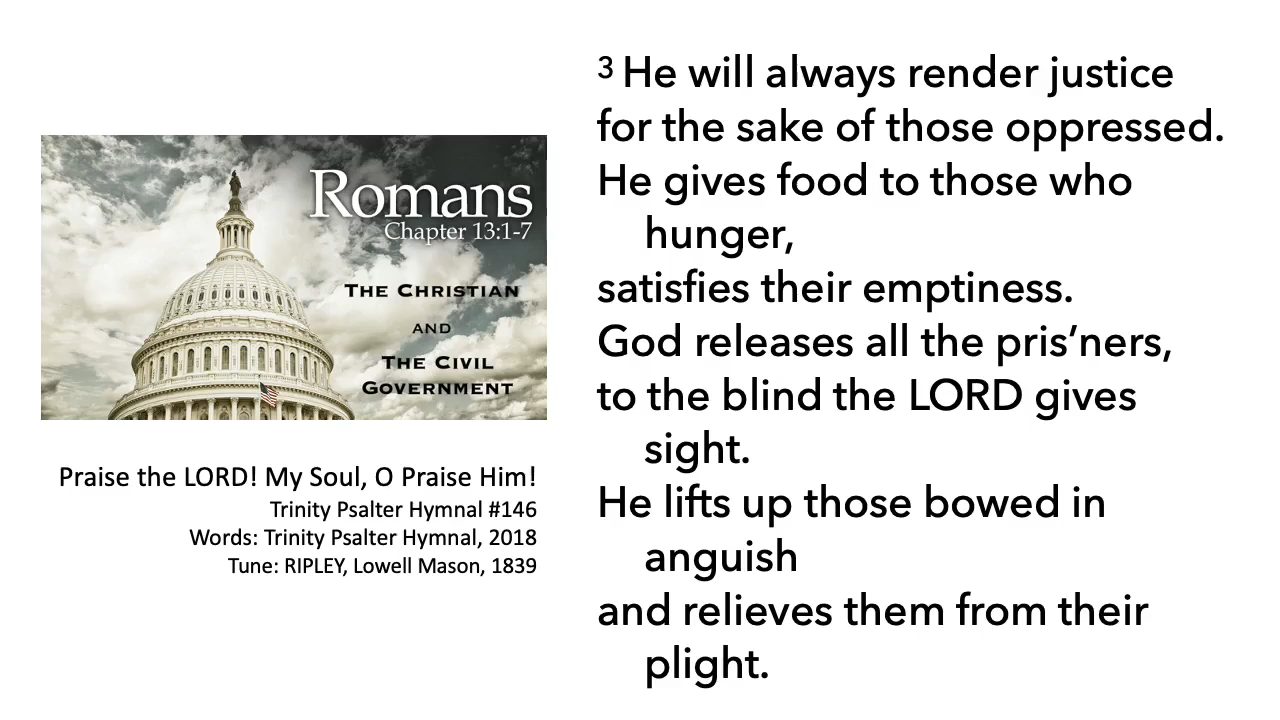 Romans
Chapter 13:1-7
The Christian
and
The Civil
Government
Praise the LORD! My Soul, O Praise Him!
Trinity Psalter Hymnal #146
Words: Trinity Psalter Hymnal, 2018
Tune: RIPLEY, Lowell Mason, 1839
3 He will always render justice
for the sake of those oppressed.
He gives food to those who
hunger,
satisfies their emptiness.
God releases all the pris’ners,
to the blind the LORD gives
sight.
He lifts up those bowed in
anguish
and relieves them from their
plight.